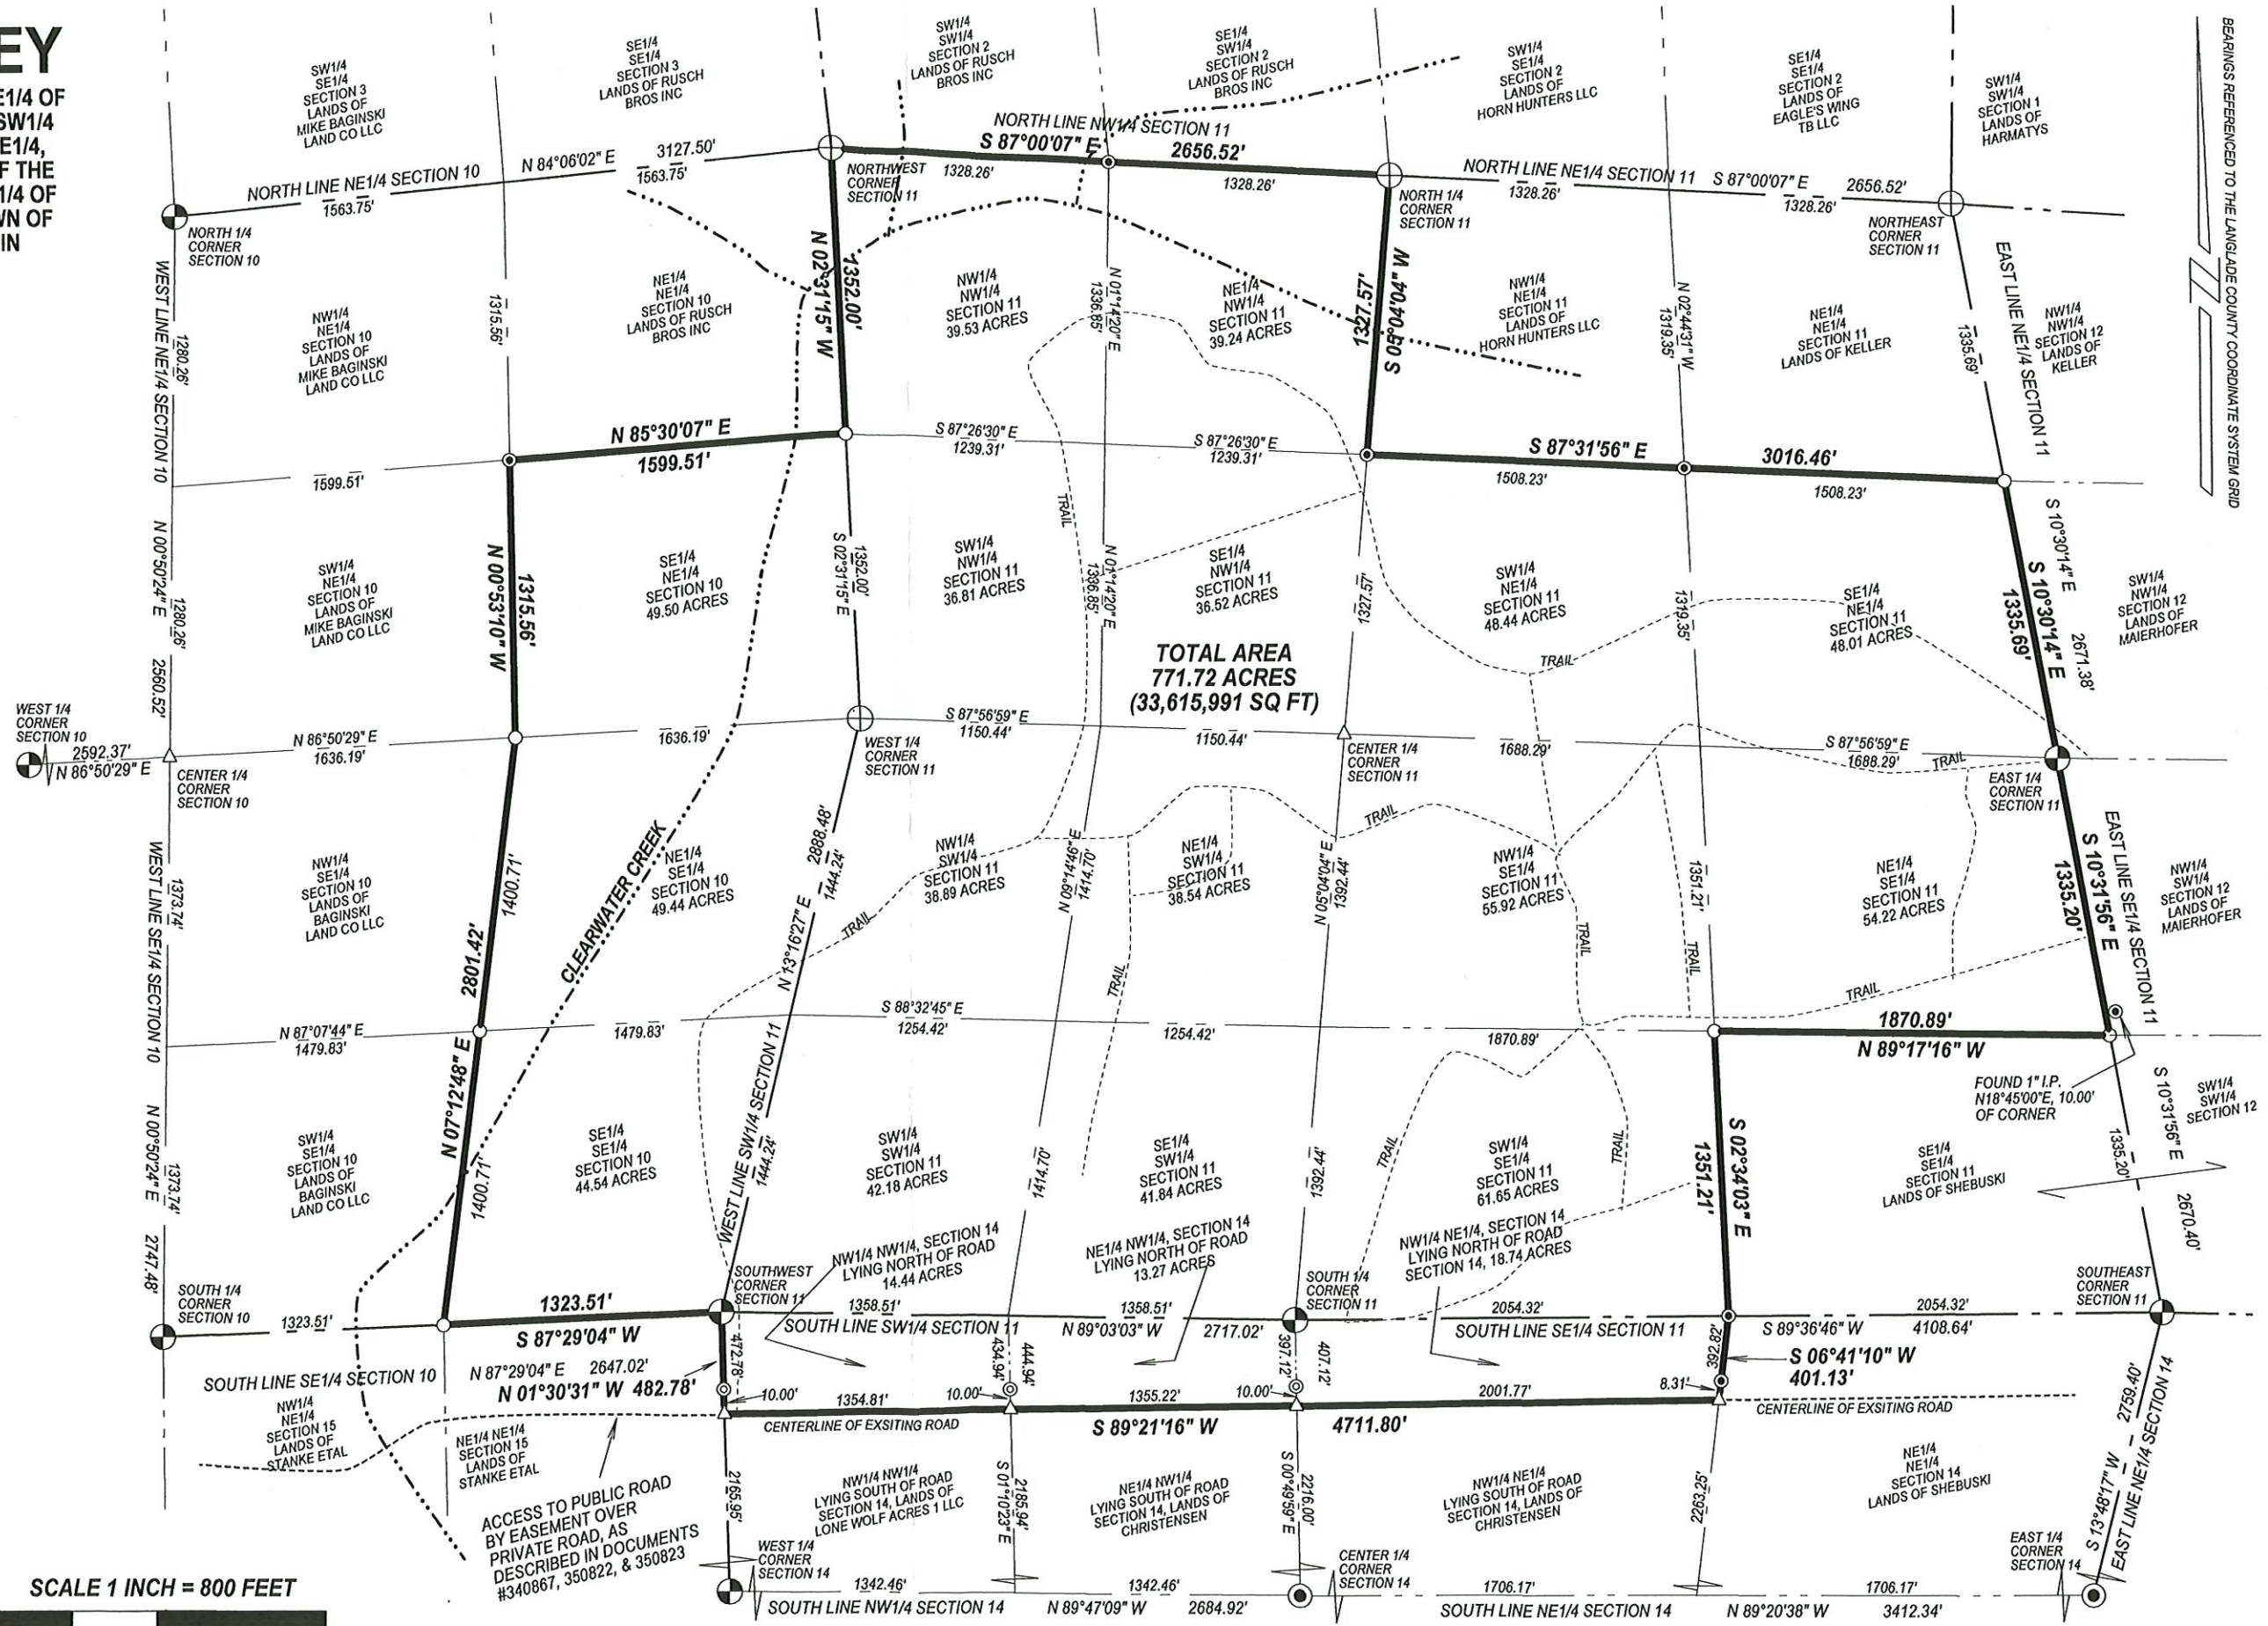 EY
E1/4 OF
SW1/4
E1/4,
F THE
1/4 OF
VN OF
IN
SW1/4
SE1/4
SECTION 3
LANDS OF
MIKE BAGINSKI
LAND CO LLC
SE1/4
SE1/4
SECTION 3
LANDS OF RUSCH
BROS INC
SW1/4
SW1/4
SECTION 2
LANDS OF RUSCH
BROS INC
SE1/4
SW1/4
SECTION 2
LANDS OF RUSCH
BROS INC
SW1/4
SE1/4
SECTION 2
LANDS OF
HORN HUNTERS LLC
SE1/4
SE1/4
SECTION 2
LANDS OF
EAGLE'S WING
TB LLC
SW1/4
SW1/4
SECTION 1
LANDS OF
HARMATYS
BEARINGS REFERENCED TO THE LANGLADE COUNTY COORDINATE SYSTEM GRID
NORTH LINE NE1/4 SECTION 10
N 84°06'02" E
3127.50'
1563.75'
1563.75'
NORTH LINE NW1/4 SECTION 11
S 87°00'07" E
2656.52'
1328.26'
1328.26'
NORTH LINE NE1/4 SECTION 11
S 87°00'07" E
2656.52'
1328.26'
1328.26'
NORTH 1/4
CORNER
SECTION 10
NORTHWEST
CORNER
SECTION 11
NORTH 1/4
CORNER
SECTION 11
NORTHEAST
CORNER
SECTION 11
WEST LINE NE1/4 SECTION 10
1280.26'
NW1/4
NE1/4
SECTION 10
LANDS OF
MIKE BAGINSKI
LAND CO LLC
1315.56'
NE1/4
NE1/4
SECTION 10
LANDS OF RUSCH
BROS INC
N 02°31'15" W
1352.00'
NW1/4
NW1/4
SECTION 11
39.53 ACRES
N 01°14'20" E
1336.85'
NE1/4
NW1/4
SECTION 11
39.24 ACRES
1327.57'
S 05°04'04" W
NW1/4
NE1/4
SECTION 11
LANDS OF
HORN HUNTERS LLC
N 02°44'31" W
1319.35'
NE1/4
NE1/4
SECTION 11
LANDS OF KELLER
1335.69'
EAST LINE NE1/4 SECTION 11
NW1/4
NW1/4
SECTION 12
LANDS OF
KELLER
1599.51'
N 85°30'07" E
1599.51'
S 87°26'30" E
1239.31'
S 87°26'30" E
1239.31'
S 87°31'56" E
3016.46'
1508.23'
1508.23'
N 00°50'24" E
1280.26'
2560.52'
SW1/4
NE1/4
SECTION 10
LANDS OF
MIKE BAGINSKI
LAND CO LLC
N 00°53'10" W
1315.56'
SE1/4
NE1/4
SECTION 10
49.50 ACRES
S 02°31'15" E
1352.00'
SW1/4
NW1/4
SECTION 11
36.81 ACRES
TRAIL
N 01°14'20" E
1336.85'
SE1/4
NW1/4
SECTION 11
36.52 ACRES
1327.57'
SW1/4
NE1/4
SECTION 11
48.44 ACRES
TRAIL
1319.35'
SE1/4
NE1/4
SECTION 11
48.01 ACRES
S 10°30'14" E
1335.69'
S 10°30'14" E
2671.38'
SW1/4
NW1/4
SECTION 12
LANDS OF
MAIERHOFER
TOTAL AREA
771.72 ACRES
(33,615,991 SQ FT)
WEST 1/4
CORNER
SECTION 10
2592.37'
N 86°50'29" E
CENTER 1/4
CORNER
SECTION 10
N 86°50'29" E
1636.19'
1636.19'
WEST 1/4
CORNER
SECTION 11
S 87°56'59" E
1150.44'
1150.44'
CENTER 1/4
CORNER
SECTION 11
1688.29'
S 87°56'59" E
1688.29'
TRAIL
EAST 1/4
CORNER
SECTION 11
WEST LINE SE1/4 SECTION 10
1373.74'
NW1/4
SE1/4
SECTION 10
LANDS OF
BAGINSKI
LAND CO LLC
2801.42'
1400.71'
CLEARWATER CREEK
NE1/4
SE1/4
SECTION 10
49.44 ACRES
N 13°16'27" E
2888.48'
1444.24'
TRAIL
NW1/4
SW1/4
SECTION 11
38.89 ACRES
N 09°14'46" E
1414.70'
TRAIL
NE1/4
SW1/4
SECTION 11
38.54 ACRES
N 05°04'04" E
1392.44'
TRAIL
NW1/4
SE1/4
SECTION 11
55.92 ACRES
TRAIL
1351.21'
TRAIL
NE1/4
SE1/4
SECTION 11
54.22 ACRES
TRAIL
S 10°31'56" E
1335.20'
EAST LINE SE1/4 SECTION 11
NW1/4
SW1/4
SECTION 12
LANDS OF
MAIERHOFER
N 87°07'44" E
1479.83'
1479.83'
S 88°32'45" E
1254.42'
1254.42'
1870.89'
1870.89'
N 89°17'16" W
FOUND 1" I.P.
N18°45'00"E, 10.00'
OF CORNER
S 10°31'56" E
SW1/4
SW1/4
SECTION 12
N 00°50'24" E
1373.74'
2747.48'
SW1/4
SE1/4
SECTION 10
LANDS OF
BAGINSKI
LAND CO LLC
N 07°12'48" E
1400.71'
SE1/4
SE1/4
SECTION 10
44.54 ACRES
WEST LINE SW1/4 SECTION 11
1444.24'
SW1/4
SW1/4
SECTION 11
42.18 ACRES
1414.70'
SE1/4
SW1/4
SECTION 11
41.84 ACRES
1392.44'
TRAIL
SW1/4
SE1/4
SECTION 11
61.65 ACRES
TRAIL
1351.21'
S 02°34'03" E
SE1/4
SE1/4
SECTION 11
LANDS OF SHEBUSKI
1335.20'
2670.40'
NW1/4 NW1/4, SECTION 14
LYING NORTH OF ROAD
14.44 ACRES
NE1/4 NW1/4, SECTION 14
LYING NORTH OF ROAD
13.27 ACRES
NW1/4 NE1/4, SECTION 14
LYING NORTH OF ROAD
SECTION 14, 18.74 ACRES
SOUTH 1/4
CORNER
SECTION 10
SOUTHWEST
CORNER
SECTION 11
SOUTH 1/4
CORNER
SECTION 11
SOUTHEAST
CORNER
SECTION 11
1323.51'
1323.51'
S 87°29'04" W
1358.51'
SOUTH LINE SW1/4 SECTION 11
1358.51'
N 89°03'03" W
2717.02'
2054.32'
SOUTH LINE SE1/4 SECTION 11
2054.32'
S 89°36'46" W
4108.64'
SOUTH LINE SE1/4 SECTION 10
N 87°29'04" E
2647.02'
N 01°30'31" W 482.78'
472.78'
434.94'
444.94'
397.12'
407.12'
392.82'
S 06°41'10" W
401.13'
8.31'
10.00'
1354.81'
10.00'
1355.22'
10.00'
2001.77'
CENTERLINE OF EXSITING ROAD
S 89°21'16" W
4711.80'
CENTERLINE OF EXSITING ROAD
NW1/4
NE1/4
SECTION 15
LANDS OF
STANKE ETAL
NE1/4 NE1/4
SECTION 15
LANDS OF
STANKE ETAL
ACCESS TO PUBLIC ROAD
BY EASEMENT OVER
PRIVATE ROAD, AS
DESCRIBED IN DOCUMENTS
#340867, 350822, & 350823
2165.95'
NW1/4 NW1/4
LYING SOUTH OF ROAD
SECTION 14, LANDS OF
LONE WOLF ACRES 1 LLC
S 01°10'23" E
2185.94'
NE1/4 NW1/4
LYING SOUTH OF ROAD
SECTION 14, LANDS OF
CHRISTENSEN
S 00°49'59" E
2216.00'
NW1/4 NE1/4
LYING SOUTH OF ROAD
SECTION 14, LANDS OF
CHRISTENSEN
2263.25'
NE1/4
NE1/4
SECTION 14
LANDS OF SHEBUSKI
S 13°48'17" W
2759.40'
EAST LINE NE1/4 SECTION 14
WEST 1/4
CORNER
SECTION 14
CENTER 1/4
CORNER
SECTION 14
EAST 1/4
CORNER
SECTION 14
1342.46'
SOUTH LINE NW1/4 SECTION 14
1342.46'
N 89°47'09" W
2684.92'
1706.17'
SOUTH LINE NE1/4 SECTION 14
1706.17'
N 89°20'38" W
3412.34'
SCALE 1 INCH = 800 FEET